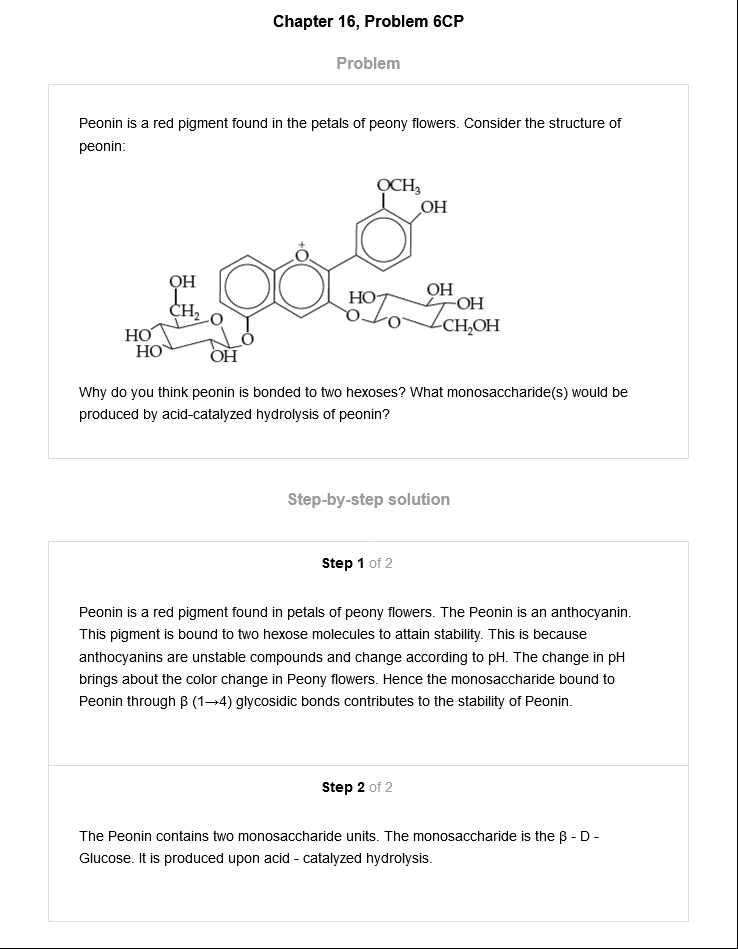 Chapter 16, Problem 6CP
Problem
Peonin is a red pigment found in the petals of peony flowers. Consider the structure of
peonin:
OCH3
OH
+
O
OH
CH2
O
HO
HO
OH
O
HO
OH
OH
O
O
CH2OH
Why do you think peonin is bonded to two hexoses? What monosaccharide(s) would be
produced by acid-catalyzed hydrolysis of peonin?
Step-by-step solution
Step 1 of 2
Peonin is a red pigment found in petals of peony flowers. The Peonin is an anthocyanin.
This pigment is bound to two hexose molecules to attain stability. This is because
anthocyanins are unstable compounds and change according to pH. The change in pH
brings about the color change in Peony flowers. Hence the monosaccharide bound to
Peonin through β (1→4) glycosidic bonds contributes to the stability of Peonin.
Step 2 of 2
The Peonin contains two monosaccharide units. The monosaccharide is the β - D -
Glucose. It is produced upon acid - catalyzed hydrolysis.